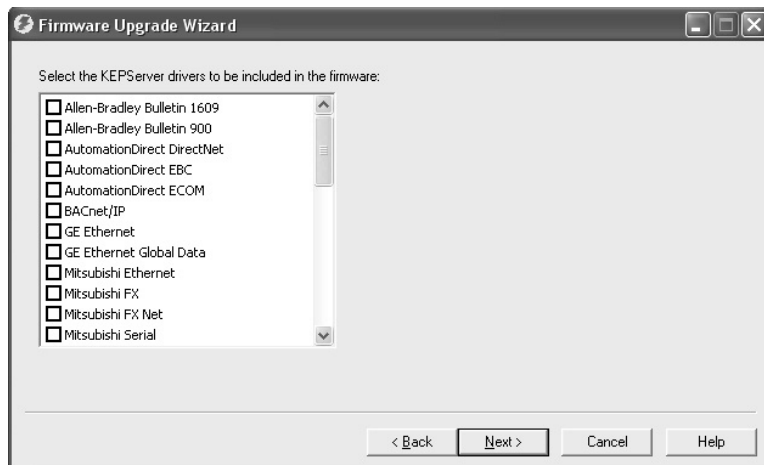 Firmware Upgrade Wizard
Select the KEPServer drivers to be included in the firmware:
Allen-Bradley Bulletin 1609
Allen-Bradley Bulletin 900
AutomationDirect DirectNet
AutomationDirect EBC
AutomationDirect ECOM
BACnet/IP
GE Ethernet
GE Ethernet Global Data
Mitsubishi Ethernet
Mitsubishi FX
Mitsubishi FX Net
Mitsubishi Serial
< Back Next > Cancel Help